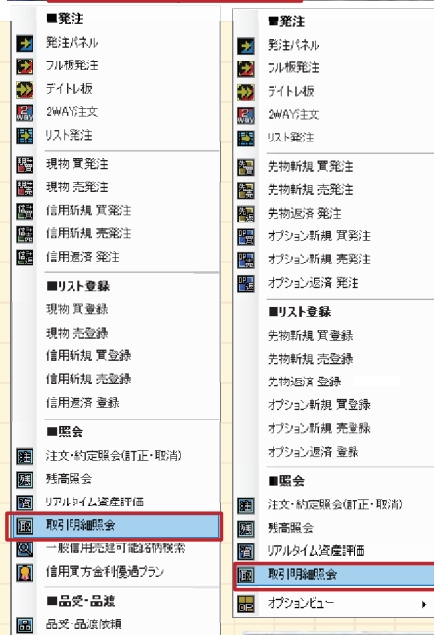 ■発注
発注パネル
フル板発注
デイトレ板
2WAY注文
リスト発注
現物 買発注
現物 売発注
信用新規 買発注
信用新規 売発注
信用返済 発注
■リスト登録
現物 買登録
現物 売登録
信用新規 買登録
信用新規 売登録
信用返済 登録
■照会
注文・約定照会(訂正・取消)
残高照会
リアルタイム資産評価
取引明細照会
一般信用売建可能銘柄検索
信用買方金利優遇プラン
■品受・品渡
品受・品渡依頼
■発注
発注パネル
フル板発注
デイトレ板
2WAY注文
リスト発注
先物新規 買発注
先物新規 売発注
先物返済 発注
オプション新規 買発注
オプション新規 売発注
オプション返済 発注
■リスト登録
先物新規 買登録
先物新規 売登録
先物返済 登録
オプション新規 買登録
オプション新規 売登録
オプション返済 登録
■照会
注文・約定照会(訂正・取消)
残高照会
リアルタイム資産評価
取引明細照会
オプションビュー